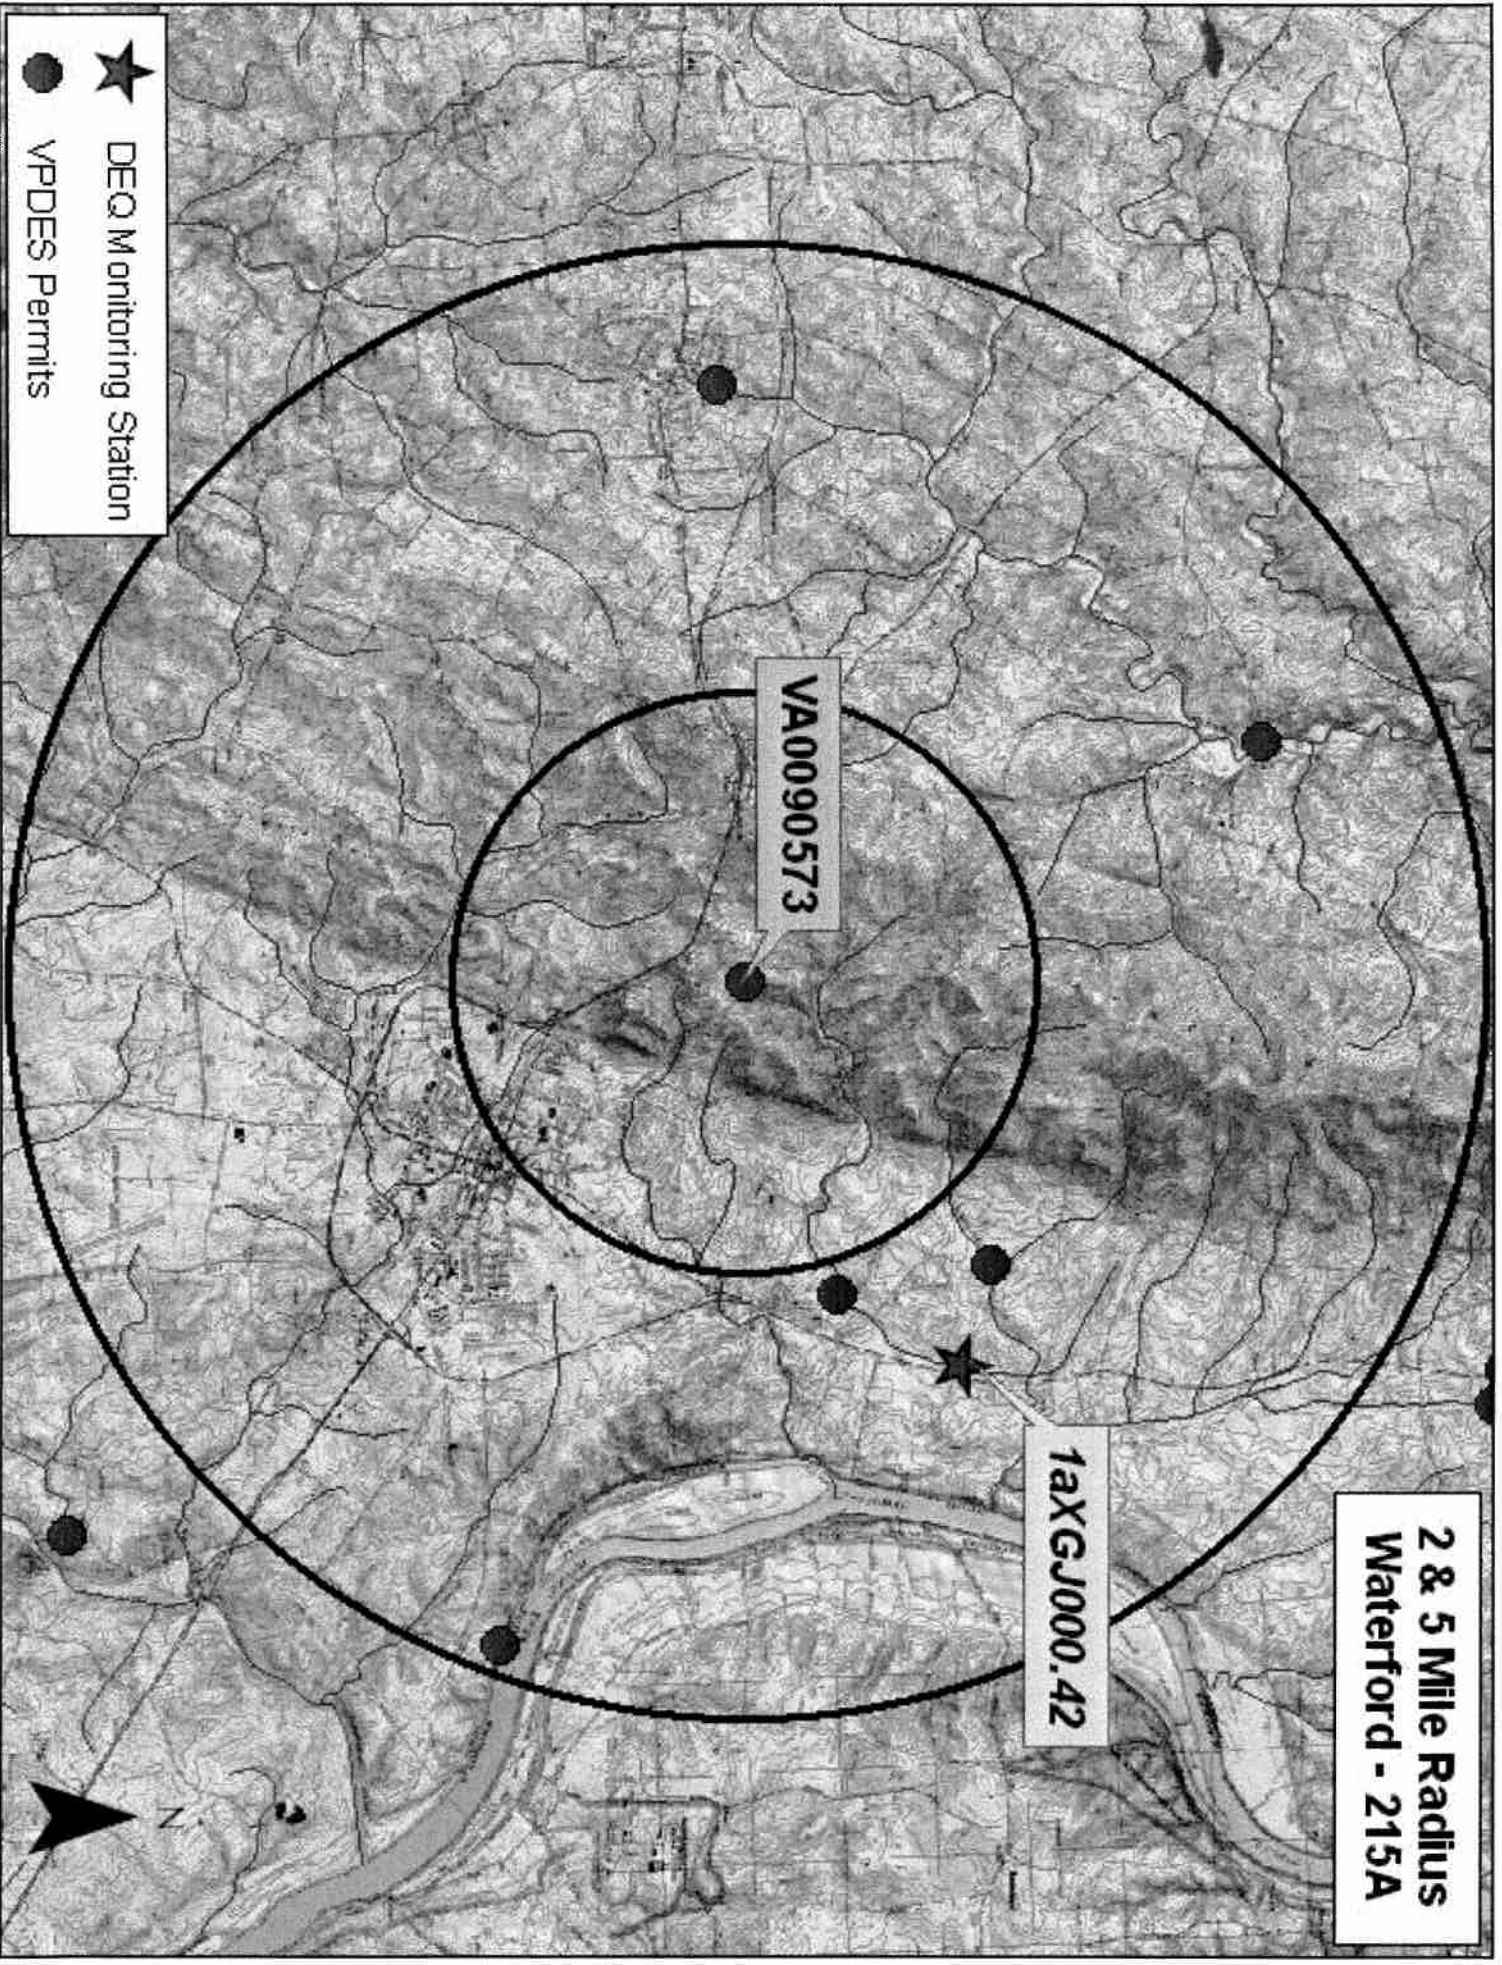 2 & 5 Mile Radius
Waterford - 215A
VA0090573
1aXGJ000.42
DEQ Monitoring Station
VPDES Permits
N